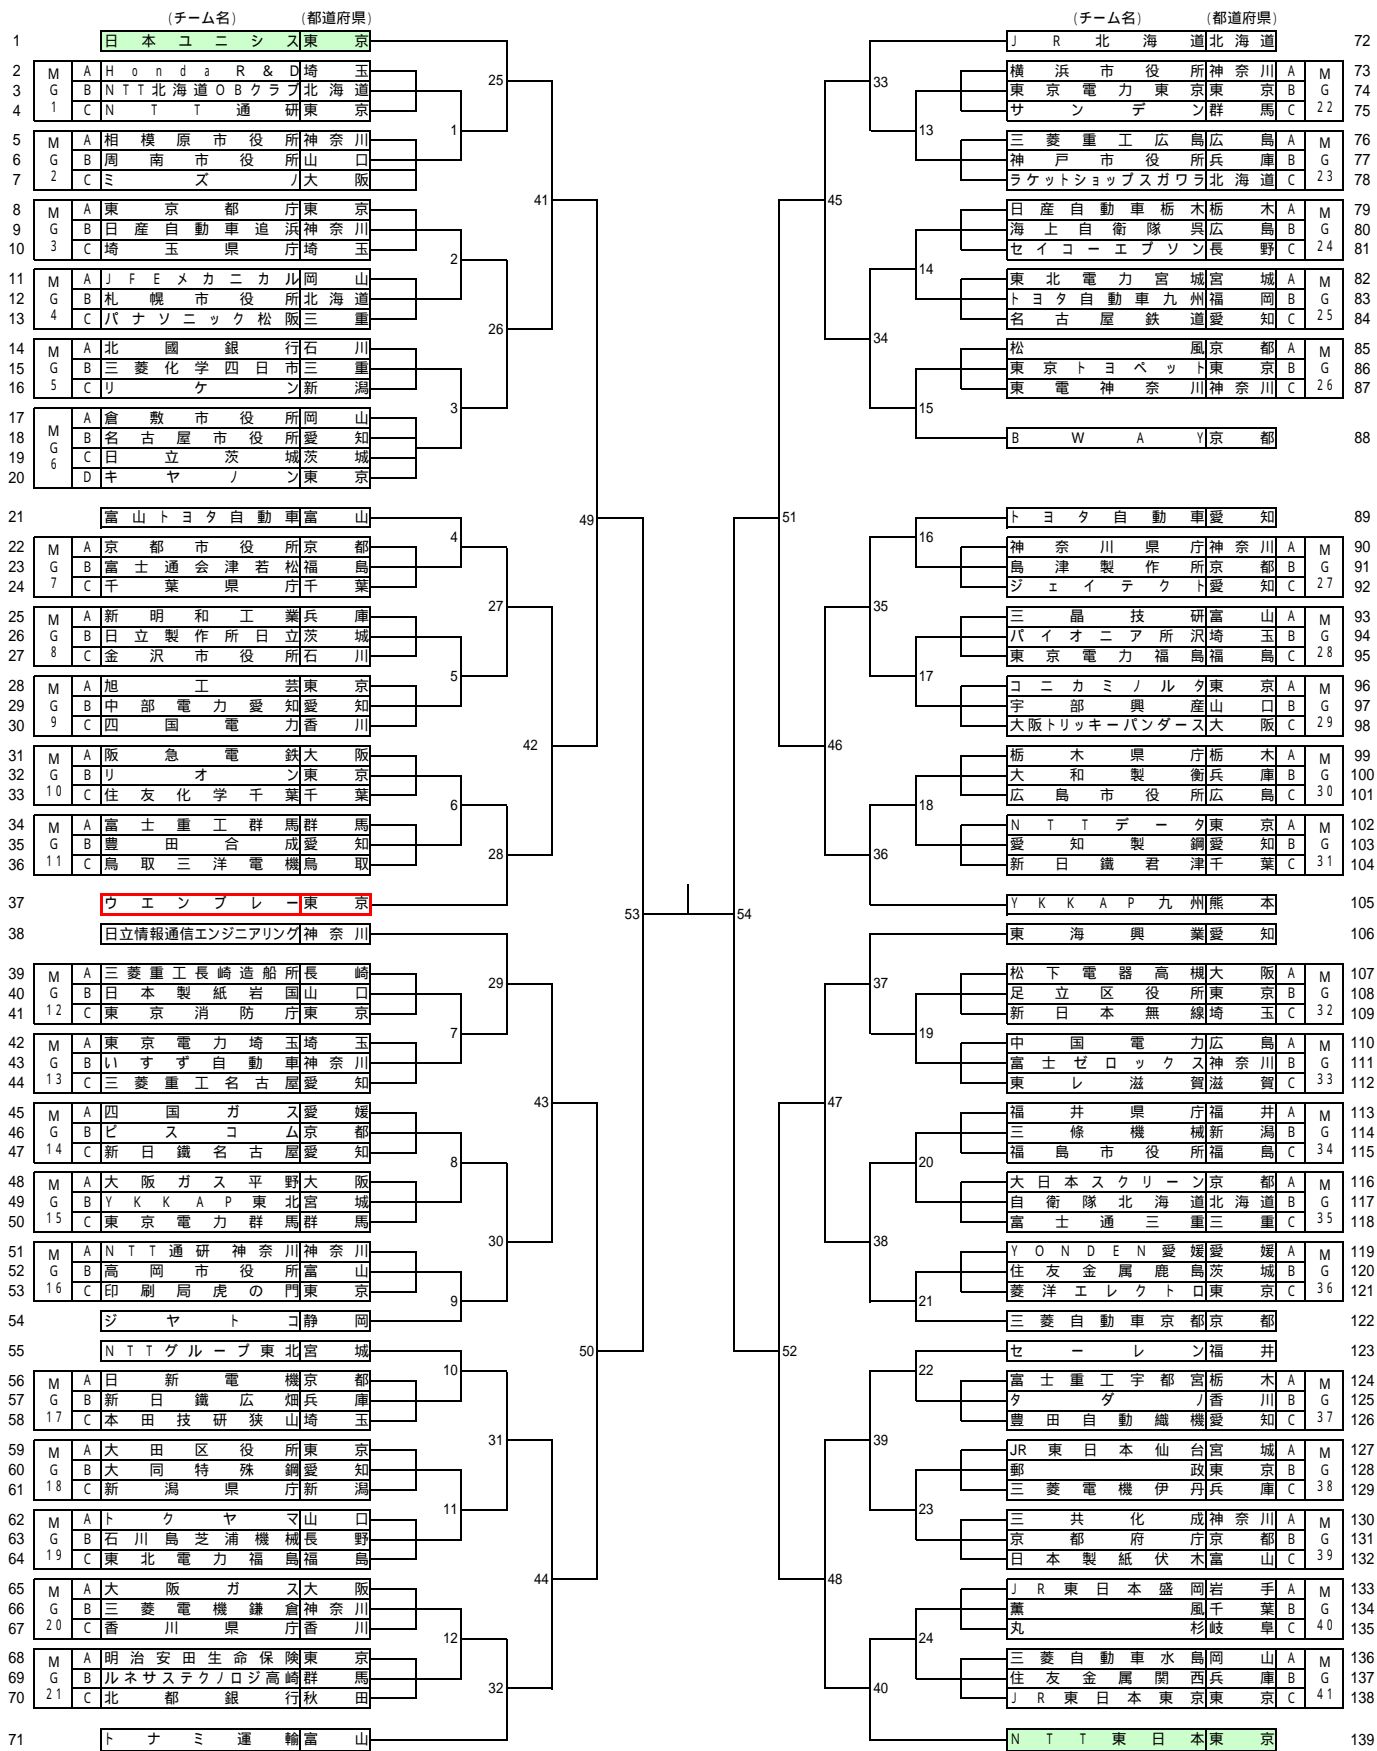 (チーム名) (都道府県)
1 日本ユニシス 東京
25
2 MG1 A Honda R&D 埼玉
3 B NTT北海道OBクラブ 北海道
4 C NTT通研 東京
1
5 MG2 A 相模原市役所 神奈川
6 B 周南市役所 山口
7 C ミズノ 大阪
41
8 MG3 A 東京都庁 東京
9 B 日産自動車追浜 神奈川
10 C 埼玉県庁 埼玉
2
11 MG4 A JFEメカニカル 岡山
12 B 札幌市役所 北海道
13 C パナソニック松阪 三重
26
14 MG5 A 北國銀行 石川
15 B 三菱化学四日市 三重
16 C リケン 新潟
3
17 MG6 A 倉敷市役所 岡山
18 B 名古屋市役所 愛知
19 C 日立茨城 茨城
20 D キヤノン 東京
49
21 富山トヨタ自動車 富山
4
22 MG7 A 京都市役所 京都
23 B 富士通会津若松 福島
24 C 千葉県庁 千葉
27
25 MG8 A 新明和工業 兵庫
26 B 日立製作所日立 茨城
27 C 金沢市役所 石川
5
28 MG9 A 旭工芸 東京
29 B 中部電力愛知 愛知
30 C 四国電力 香川
42
31 MG10 A 阪急電鉄 大阪
32 B リオン 東京
33 C 住友化学千葉 千葉
6
34 MG11 A 富士重工群馬 群馬
35 B 豊田合成 愛知
36 C 鳥取三洋電機 鳥取
28
37 ウエンブレー 東京
53
38 日立情報通信エンジニアリング 神奈川
39 MG12 A 三菱重工長崎造船所 長崎
40 B 日本製紙岩国 山口
41 C 東京消防庁 東京
29
7
42 MG13 A 東京電力埼玉 埼玉
43 B いすず自動車 神奈川
44 C 三菱重工名古屋 愛知
43
45 MG14 A 四国ガス 愛媛
46 B ピスコム 京都
47 C 新日鐵名古屋 愛知
8
48 MG15 A 大阪ガス平野 大阪
49 B YKKAP東北 宮城
50 C 東京電力群馬 群馬
30
51 MG16 A NTT通研神奈川 神奈川
52 B 高岡市役所 富山
53 C 印刷局虎の門 東京
9
54 ジヤトコ 静岡
50
55 NTTグループ東北 宮城
10
56 MG17 A 日新電機 京都
57 B 新日鐵広畑 兵庫
58 C 本田技研狭山 埼玉
31
59 MG18 A 大田区役所 東京
60 B 大同特殊鋼 愛知
61 C 新潟県庁 新潟
11
62 MG19 A トクヤマ 山口
63 B 石川島芝浦機械 長野
64 C 東北電力福島 福島
44
65 MG20 A 大阪ガス 大阪
66 B 三菱電機鎌倉 神奈川
67 C 香川県庁 香川
12
68 MG21 A 明治安田生命保険 東京
69 B ルネサステクノロジ高崎 群馬
70 C 北都銀行 秋田
32
71 トナミ運輸 富山
(チーム名) (都道府県)
JR北海道 北海道 72
33
横浜市役所 神奈川 A MG22 73
東京電力東京 東京 B 74
サンデン 群馬 C 75
13
三菱重工広島 広島 A MG23 76
神戸市役所 兵庫 B 77
ラケットショップスガワラ 北海道 C 78
45
日産自動車栃木 栃木 A MG24 79
海上自衛隊呉 広島 B 80
セイコーエプソン 長野 C 81
14
東北電力宮城 宮城 A MG25 82
トヨタ自動車九州 福岡 B 83
名古屋鉄道 愛知 C 84
34
松風 京都 A MG26 85
東京トヨペット 東京 B 86
東電神奈川 神奈川 C 87
15
BWAY 京都 88
51
トヨタ自動車 愛知 89
16
神奈川県庁 神奈川 A MG27 90
島津製作所 京都 B 91
ジェイテクト 愛知 C 92
35
三晶技研 富山 A MG28 93
パイオニア所沢 埼玉 B 94
東京電力福島 福島 C 95
17
コニカミノルタ 東京 A MG29 96
宇部興産 山口 B 97
大阪トリッキーパンダース 大阪 C 98
46
栃木県庁 栃木 A MG30 99
大和製衡 兵庫 B 100
広島市役所 広島 C 101
18
NTTデータ 東京 A MG31 102
愛知製鋼 愛知 B 103
新日鐵君津 千葉 C 104
36
YKKAP九州 熊本 105
54
東海興業 愛知 106
37
松下電器高槻 大阪 A MG32 107
足立区役所 東京 B 108
新日本無線 埼玉 C 109
19
中国電力 広島 A MG33 110
富士ゼロックス 神奈川 B 111
東レ滋賀 滋賀 C 112
47
福井県庁 福井 A MG34 113
三條機械 新潟 B 114
福島市役所 福島 C 115
20
大日本スクリーン 京都 A MG35 116
自衛隊北海道 北海道 B 117
富士通三重 三重 C 118
38
YONDEN愛媛 愛媛 A MG36 119
住友金属鹿島 茨城 B 120
菱洋エレクトロ 東京 C 121
21
三菱自動車京都 京都 122
52
セーレン 福井 123
22
富士重工宇都宮 栃木 A MG37 124
タダノ 香川 B 125
豊田自動織機 愛知 C 126
39
JR東日本仙台 宮城 A MG38 127
郵政 東京 B 128
三菱電機伊丹 兵庫 C 129
23
三共化成 神奈川 A MG39 130
京都府庁 京都 B 131
日本製紙伏木 富山 C 132
48
JR東日本盛岡 岩手 A MG40 133
薫風 千葉 B 134
丸杉 岐阜 C 135
24
三菱自動車水島 岡山 A MG41 136
住友金属関西 兵庫 B 137
JR東日本東京 東京 C 138
40
NTT東日本 東京 139